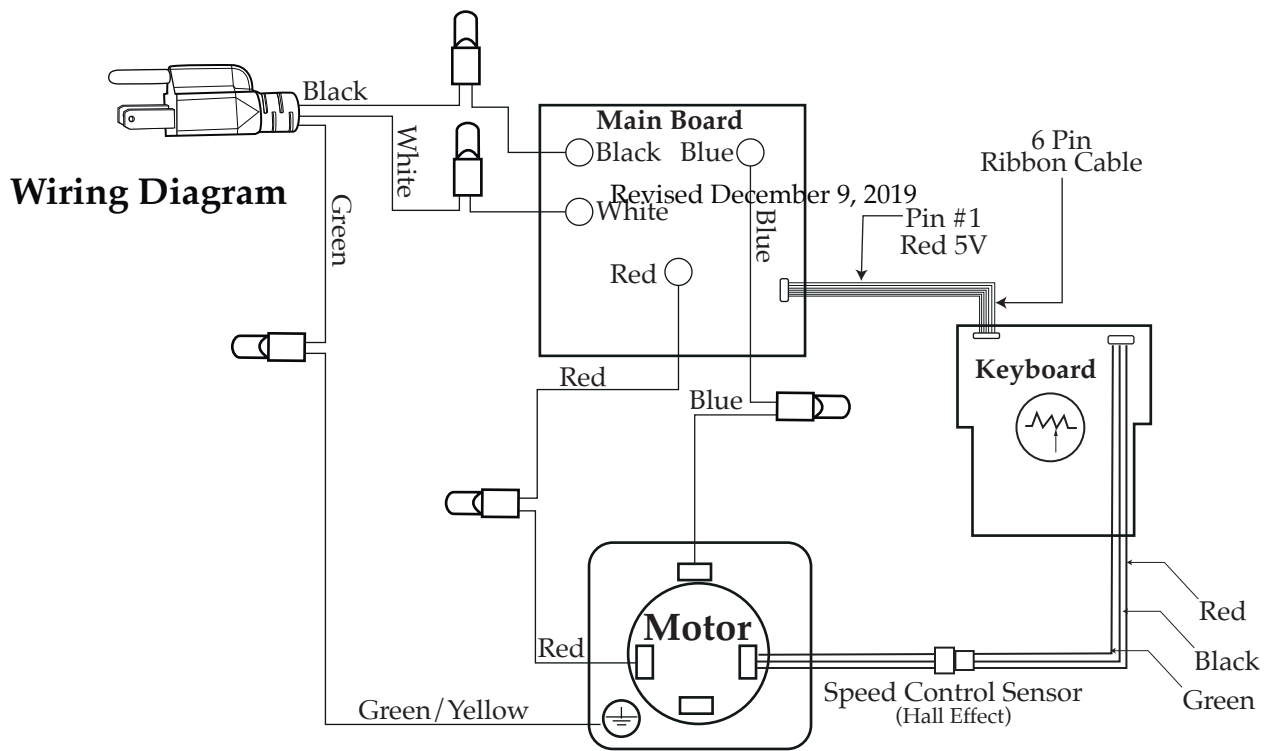 Black
White
Green
Wiring Diagram
Main Board
Black
Blue
Revised December 9, 2019
White
Blue
Red
6 Pin
Ribbon Cable
Pin #1
Red 5V
Keyboard
Red
Blue
Motor
Red
Green/Yellow
Speed Control Sensor
(Hall Effect)
Red
Black
Green